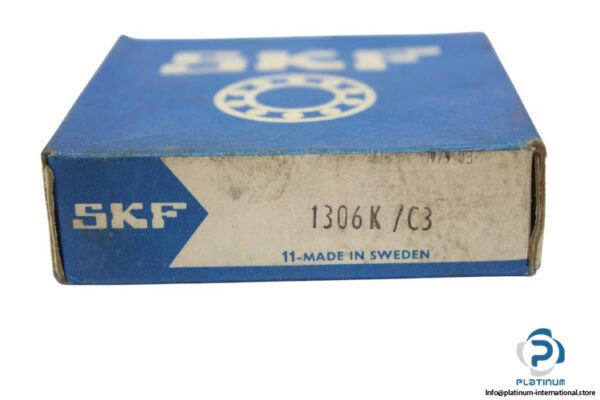 SKF
SKF
1306K /C3
11-MADE IN SWEDEN
PLATINUM
Info@platinum-international.store